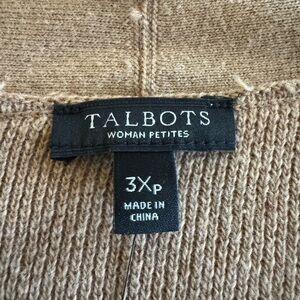 TALBOTS
WOMAN PETITES
3XP
MADE IN
CHINA